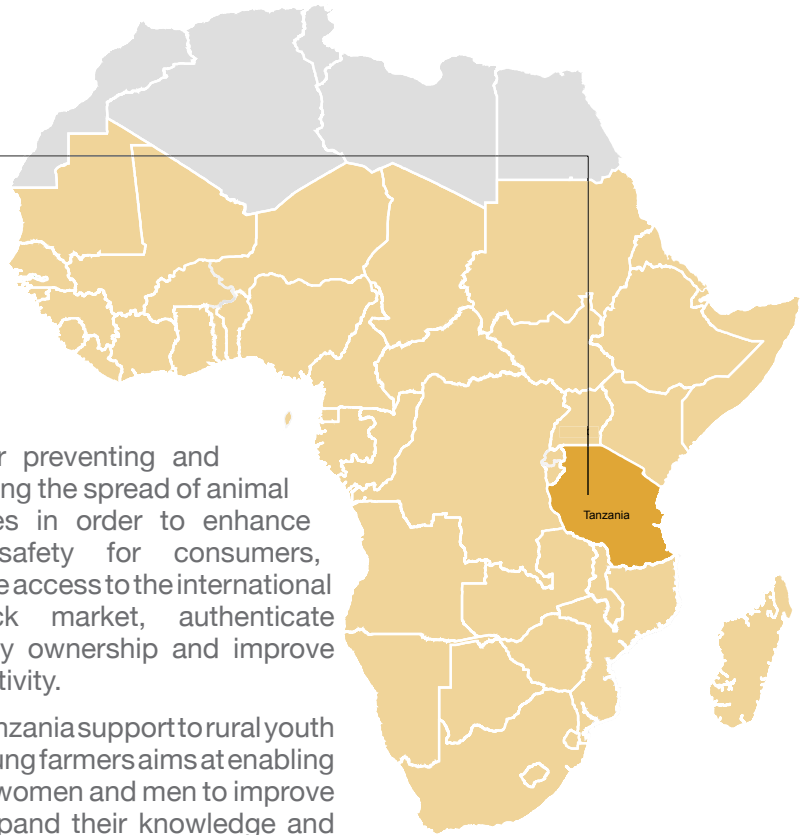 r preventing and
ing the spread of animal
es in order to enhance
safety for consumers,
e access to the international
ck market, authenticate
y ownership and improve
tivity.
nzania support to rural youth
ung farmers aims at enabling
women and men to improve
pand their knowledge and
Tanzania